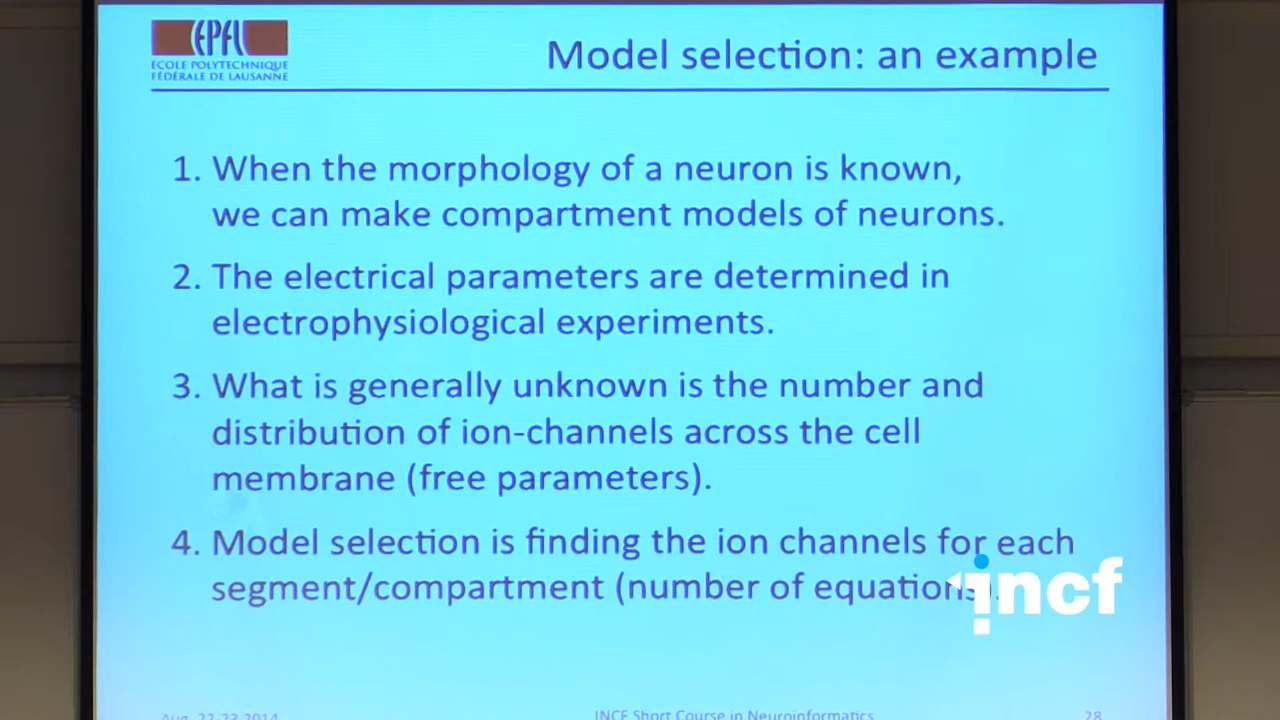 EPFL
ÉCOLE POLYTECHNIQUE
FÉDÉRALE DE LAUSANNE
Model selection: an example
1. When the morphology of a neuron is known,
we can make compartment models of neurons.
2. The electrical parameters are determined in
electrophysiological experiments.
3. What is generally unknown is the number and
distribution of ion-channels across the cell
membrane (free parameters).
4. Model selection is finding the ion channels for each
segment/compartment (number of equations).
incf
Aug. 22-23 2014
INCF Short Course in Neuroinformatics
28